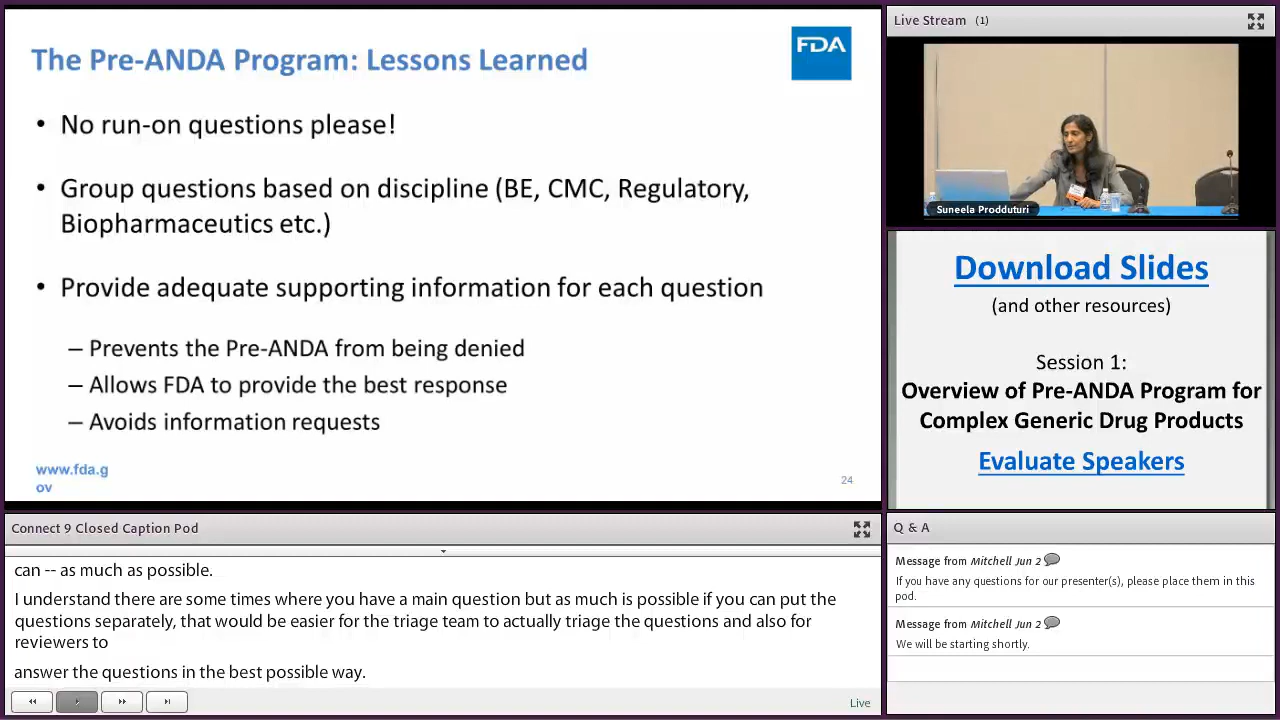 The Pre-ANDA Program: Lessons Learned
FDA
• No run-on questions please!
• Group questions based on discipline (BE, CMC, Regulatory,
Biopharmaceutics etc.)
• Provide adequate supporting information for each question
– Prevents the Pre-ANDA from being denied
– Allows FDA to provide the best response
– Avoids information requests
www.fda.g
ov
24
Live Stream (1)
Suneela Prodduturi
Download Slides
(and other resources)
Session 1:
Overview of Pre-ANDA Program for
Complex Generic Drug Products
Evaluate Speakers
Connect 9 Closed Caption Pod
can -- as much as possible.
I understand there are some times where you have a main question but as much is possible if you can put the
questions separately, that would be easier for the triage team to actually triage the questions and also for
reviewers to
answer the questions in the best possible way.
Live
Q & A
Message from Mitchell Jun 2
If you have any questions for our presenter(s), please place them in this
pod.
Message from Mitchell Jun 2
We will be starting shortly.